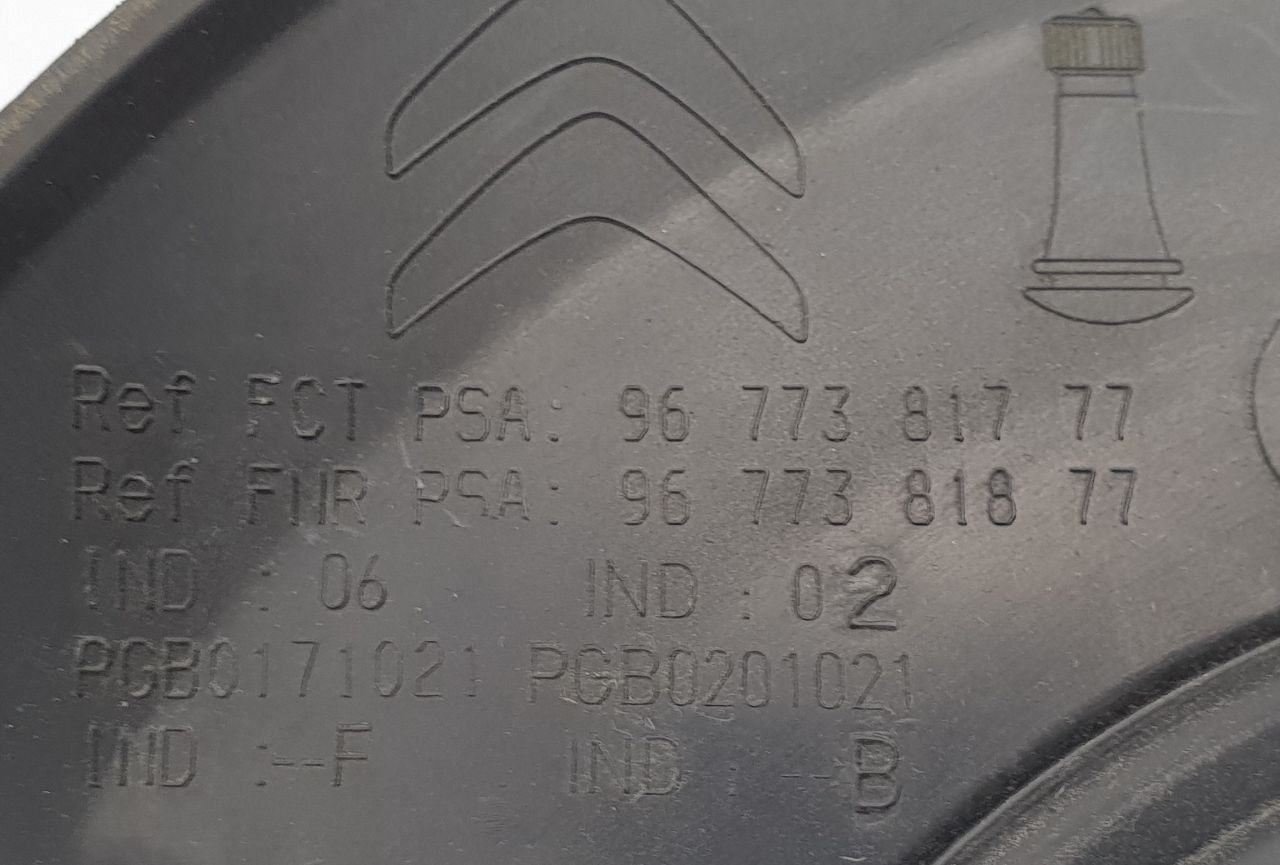 Ref FCT PSA: 96 773 817 77
Ref FHR PSA: 96 773 818 77
IND : 06 IND : 02
PGB0171021 PGB0201021
IND :--F IND : --B